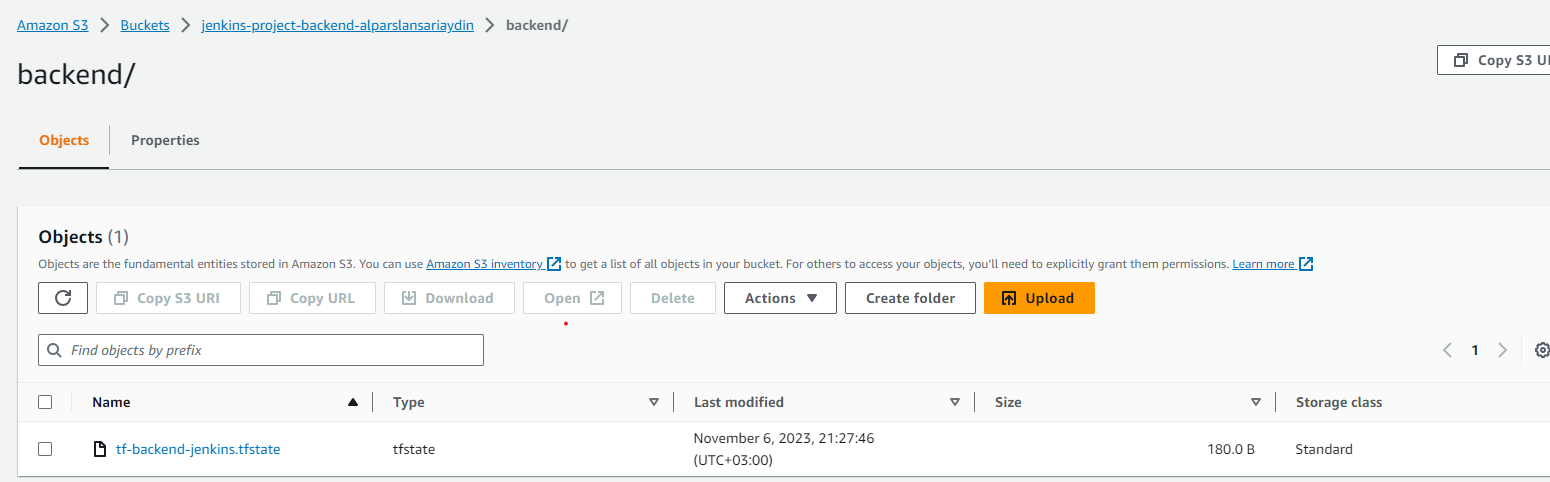 Amazon S3 > Buckets > jenkins-project-backend-alparslansariaydin > backend/
backend/
Copy S3 UR
Objects Properties
Objects (1)
Objects are the fundamental entities stored in Amazon S3. You can use Amazon S3 inventory to get a list of all objects in your bucket. For others to access your objects, you'll need to explicitly grant them permissions. Learn more
Copy S3 URI Copy URL Download Open Delete Actions Create folder Upload
Find objects by prefix
1
Name Type Last modified Size Storage class
tf-backend-jenkins.tfstate tfstate November 6, 2023, 21:27:46 180.0 B Standard
(UTC+03:00)